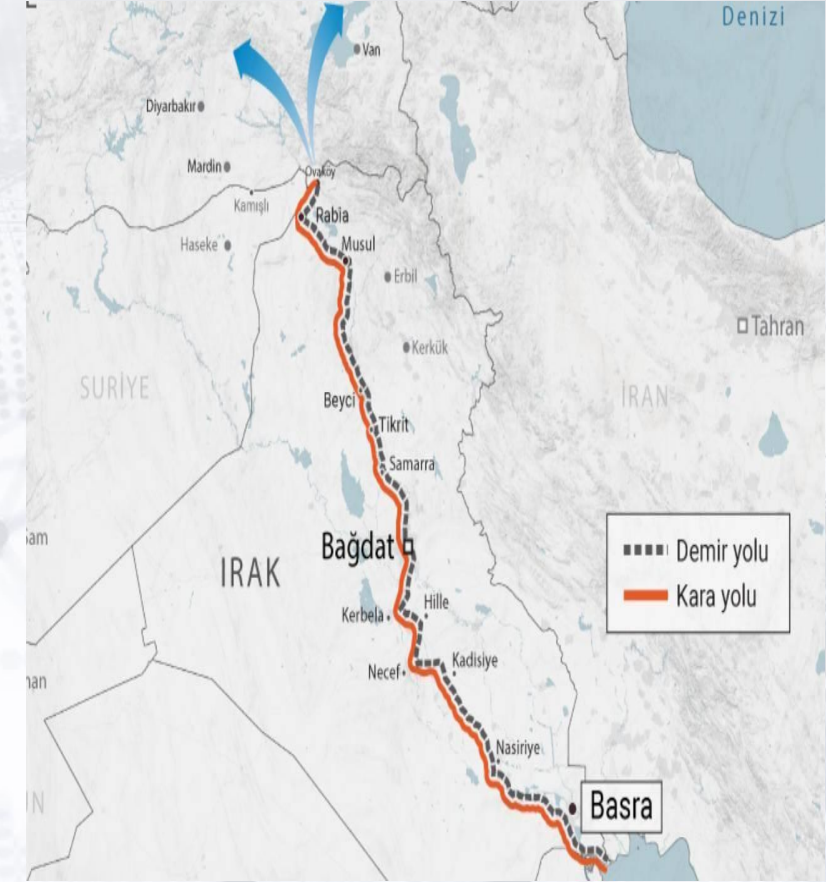 Denizi
Van
Diyarbakır
Mardin
Ovaköy
Kamışlı
Rabia
Haseke
Musul
Erbil
Tahran
Kerkük
SURİYE
İRAN
Beyci
Tikrit
Samarra
Bağdat
Demir yolu
IRAK
Kara yolu
Hille
Kerbela
Kadisiye
Necef
Nasiriye
Basra